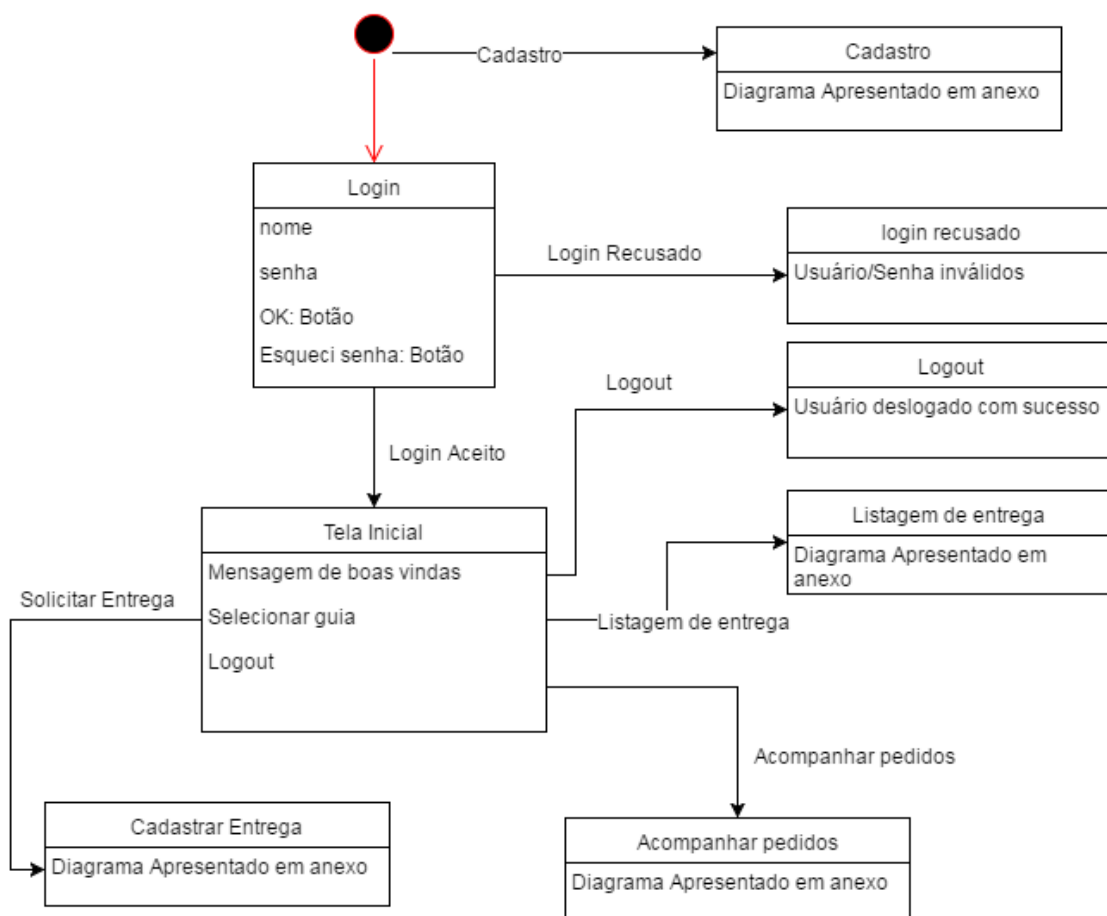 Cadastro
Cadastro
Diagrama Apresentado em anexo
Login
nome
senha
OK: Botão
Esqueci senha: Botão
Login Recusado
login recusado
Usuário/Senha inválidos
Logout
Logout
Usuário deslogado com sucesso
Login Aceito
Tela Inicial
Mensagem de boas vindas
Selecionar guia
Logout
Listagem de entrega
Listagem de entrega
Diagrama Apresentado em
anexo
Solicitar Entrega
Acompanhar pedidos
Cadastrar Entrega
Diagrama Apresentado em anexo
Acompanhar pedidos
Diagrama Apresentado em anexo